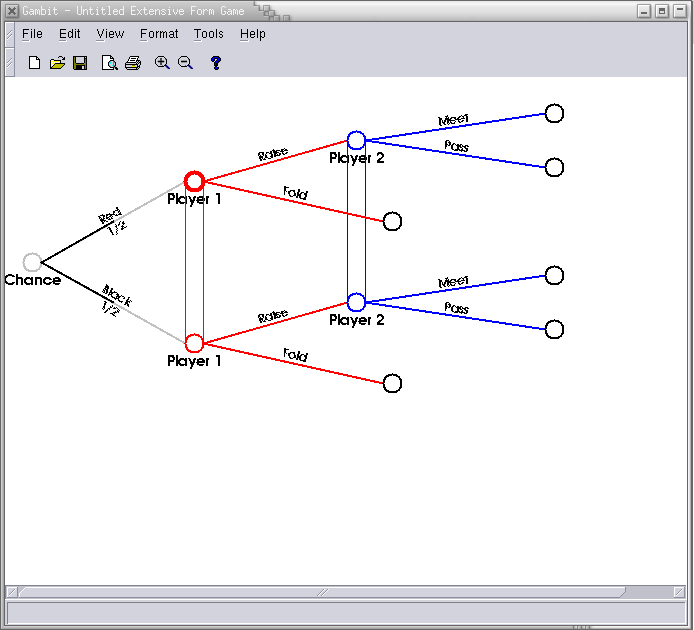 Gambit - Untitled Extensive Form Game
File Edit View Format Tools Help
Meet
Raise
Player 2
Pass
Player 1
Fold
Red
1/2
Chance
Black
1/2
Meet
Raise
Player 2
Pass
Player 1
Fold